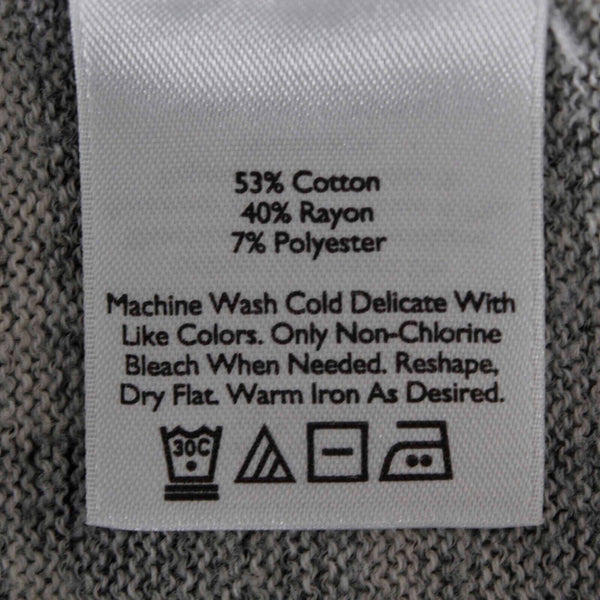 53% Cotton
40% Rayon
7% Polyester
Machine Wash Cold Delicate With
Like Colors. Only Non-Chlorine
Bleach When Needed. Reshape,
Dry Flat. Warm Iron As Desired.
30C